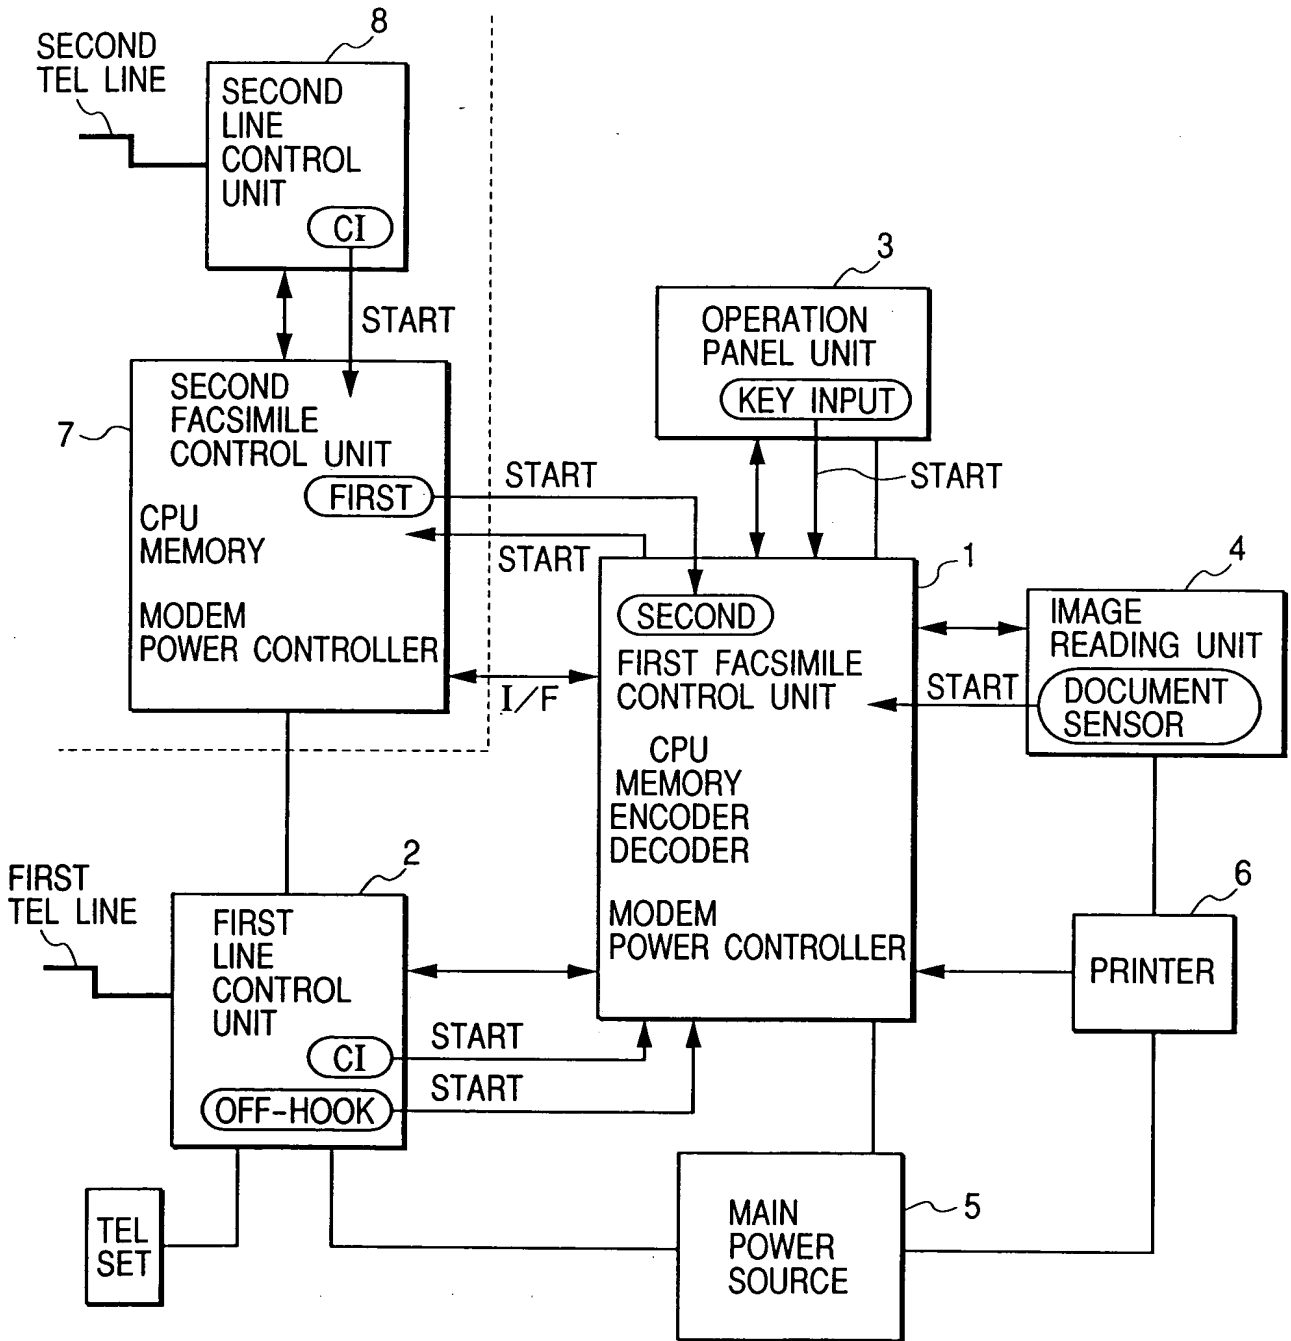 8
SECOND
TEL LINE
SECOND
LINE
CONTROL
UNIT
CI
START
3
OPERATION
PANEL UNIT
KEY INPUT
START
7
SECOND
FACSIMILE
CONTROL UNIT
FIRST
CPU
MEMORY
MODEM
POWER CONTROLLER
START
START
I/F
1
SECOND
FIRST FACSIMILE
CONTROL UNIT
CPU
MEMORY
ENCODER
DECODER
MODEM
POWER CONTROLLER
4
IMAGE
READING UNIT
START
DOCUMENT
SENSOR
FIRST
TEL LINE
2
FIRST
LINE
CONTROL
UNIT
CI
START
OFF-HOOK
START
6
PRINTER
TEL
SET
5
MAIN
POWER
SOURCE